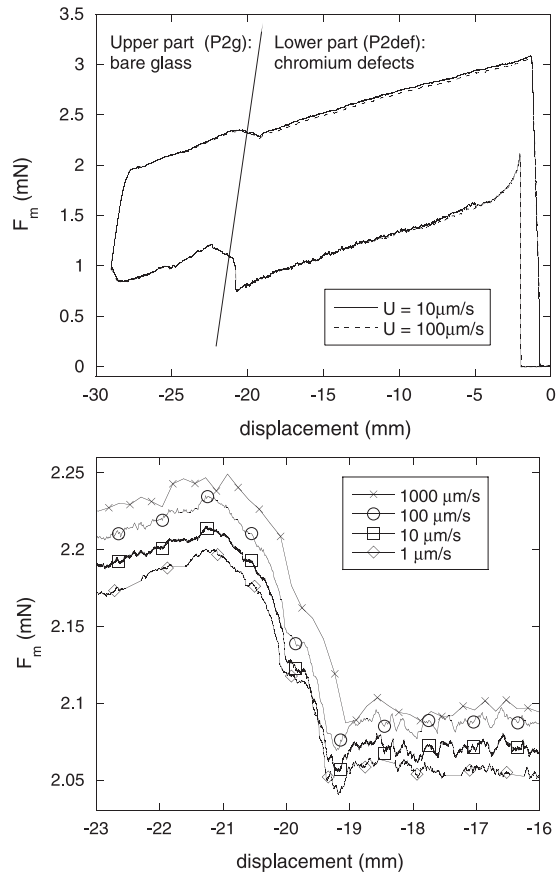 Upper part (P2g): Lower part (P2def):
bare glass chromium defects
3.5
3
2.5
2
1.5
1
0.5
0
F_m (mN)
U = 10μm/s
U = 100μm/s
-30 -25 -20 -15 -10 -5 0
displacement (mm)
2.25
2.2
2.15
2.1
2.05
F_m (mN)
1000 μm/s
100 μm/s
10 μm/s
1 μm/s
-23 -22 -21 -20 -19 -18 -17 -16
displacement (mm)